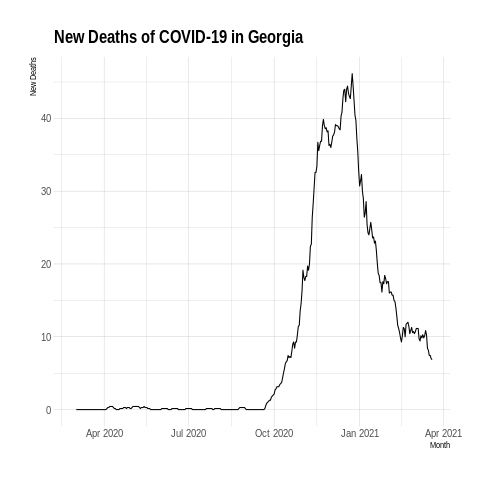 New Deaths of COVID-19 in Georgia
New Deaths
40
30
20
10
0
Apr 2020 Jul 2020 Oct 2020 Jan 2021 Apr 2021
Month